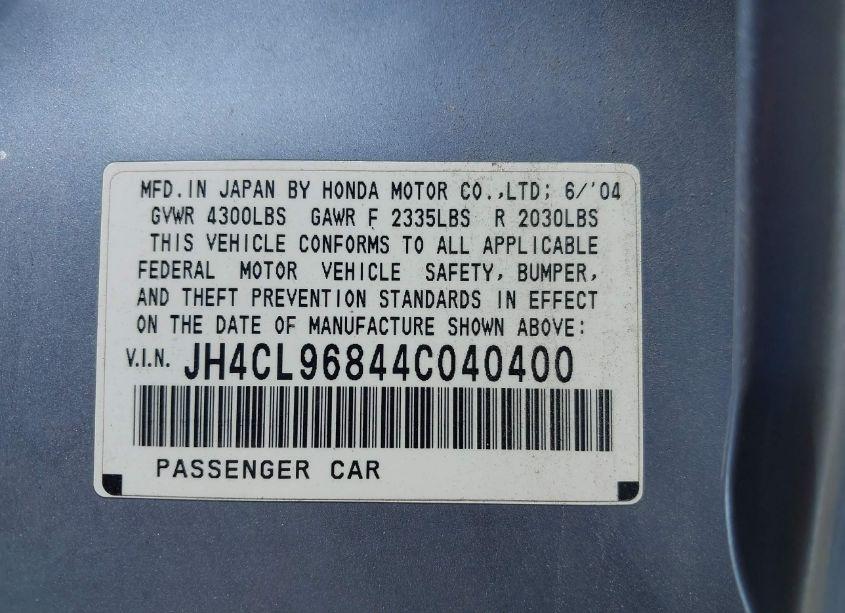 MFD. IN JAPAN BY HONDA MOTOR CO.,LTD; 6/'04
GVWR 4300LBS GAWR F 2335LBS R 2030LBS
THIS VEHICLE CONFORMS TO ALL APPLICABLE
FEDERAL MOTOR VEHICLE SAFETY, BUMPER,
AND THEFT PREVENTION STANDARDS IN EFFECT
ON THE DATE OF MANUFACTURE SHOWN ABOVE:
V.I.N. JH4CL96844C040400
PASSENGER CAR